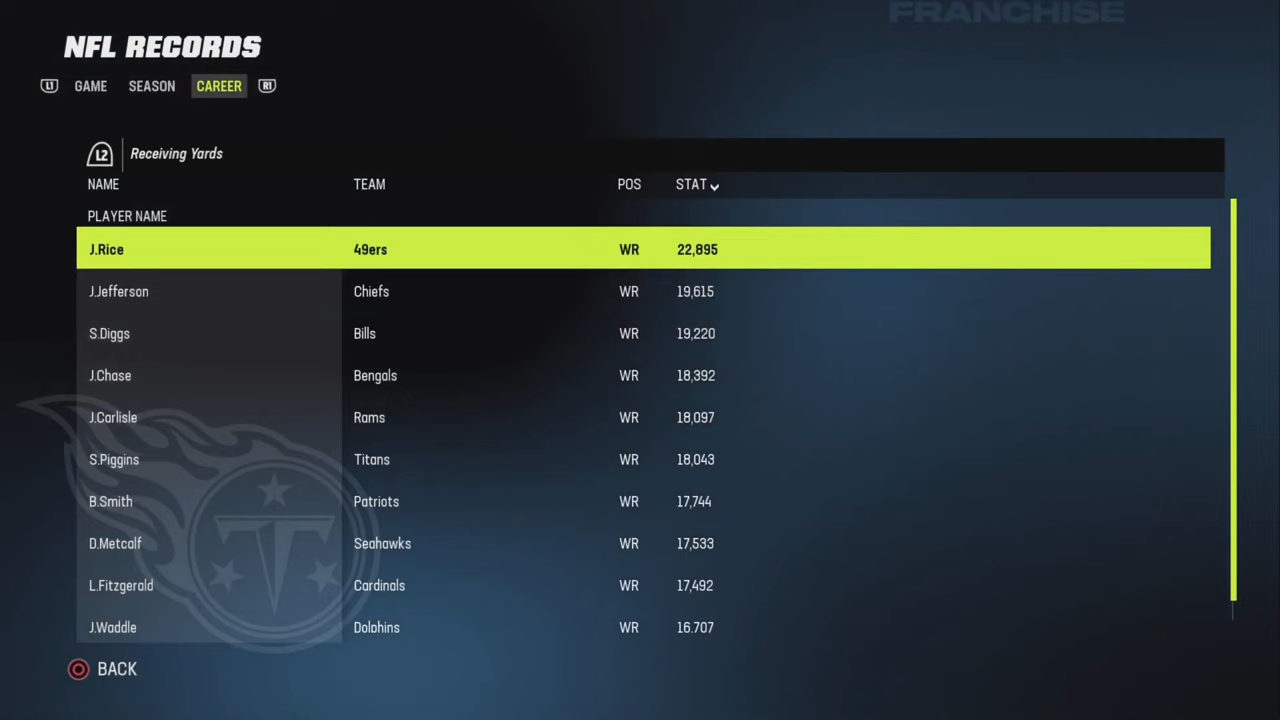 FRANCHISE
NFL RECORDS
L1 GAME SEASON CAREER R1
L2 Receiving Yards
NAME TEAM POS STAT
PLAYER NAME
J.Rice 49ers WR 22,895
J.Jefferson Chiefs WR 19,615
S.Diggs Bills WR 19,220
J.Chase Bengals WR 18,392
J.Carlisle Rams WR 18,097
S.Piggins Titans WR 18,043
B.Smith Patriots WR 17,744
D.Metcalf Seahawks WR 17,533
L.Fitzgerald Cardinals WR 17,492
J.Waddle Dolphins WR 16,707
BACK